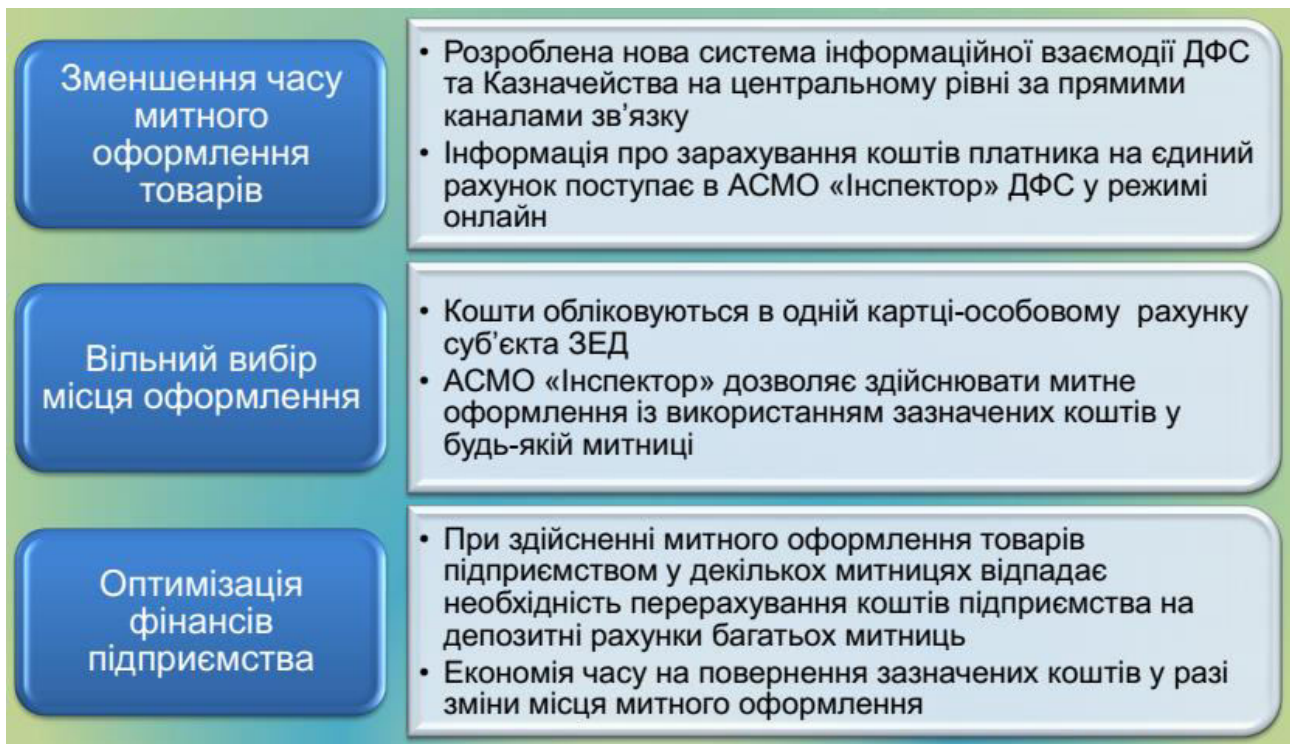 Зменшення часу
митного
оформлення
товарів
• Розроблена нова система інформаційної взаємодії ДФС
та Казначейства на центральному рівні за прямими
каналами зв’язку
• Інформація про зарахування коштів платника на єдиний
рахунок поступає в АСМО «Інспектор» ДФС у режимі
онлайн
Вільний вибір
місця оформлення
• Кошти обліковуються в одній картці-особовому рахунку
суб’єкта ЗЕД
• АСМО «Інспектор» дозволяє здійснювати митне
оформлення із використанням зазначених коштів у
будь-якій митниці
Оптимізація
фінансів
підприємства
• При здійсненні митного оформлення товарів
підприємством у декількох митницях відпадає
необхідність перерахування коштів підприємства на
депозитні рахунки багатьох митниць
• Економія часу на повернення зазначених коштів у разі
зміни місця митного оформлення